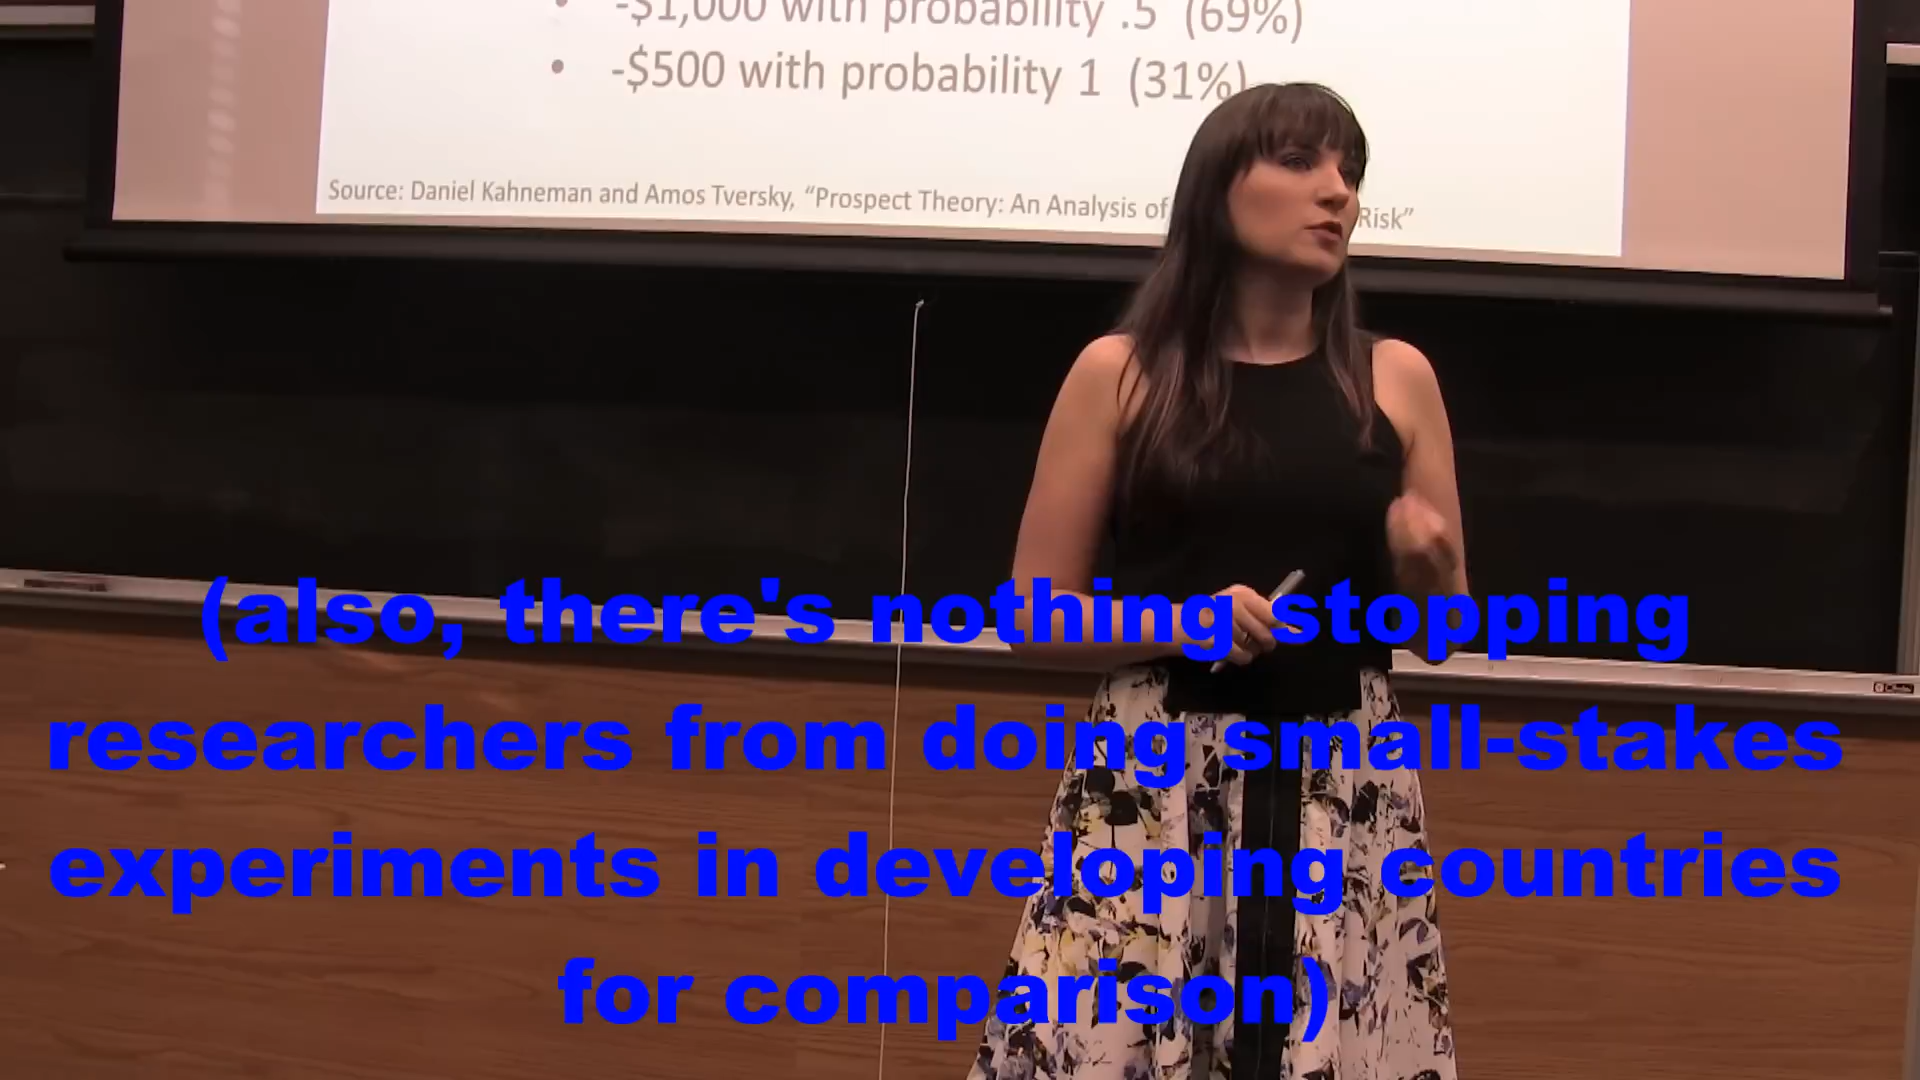 • -$1,000 with probability .5 (69%)
• -$500 with probability 1 (31%)
Source: Daniel Kahneman and Amos Tversky, “Prospect Theory: An Analysis of Risk”
(also, there's nothing stopping
researchers from doing small-stakes
experiments in developing countries
for comparison)